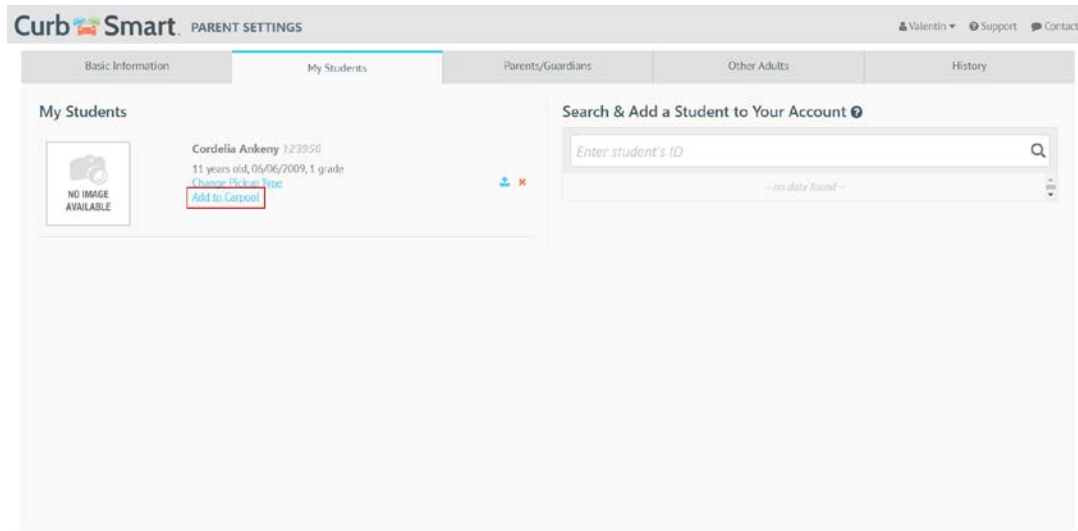 Curb Smart. PARENT SETTINGS
Valentin Support Contact
Basic Information My Students Parents/Guardians Other Adults History
My Students
NO IMAGE
AVAILABLE
Cordelia Ankeny 123956
11 years old, 06/06/2009, 1 grade
Change Pickup Type
Add to Carpool
Search & Add a Student to Your Account
Enter student's ID
-- no data found --